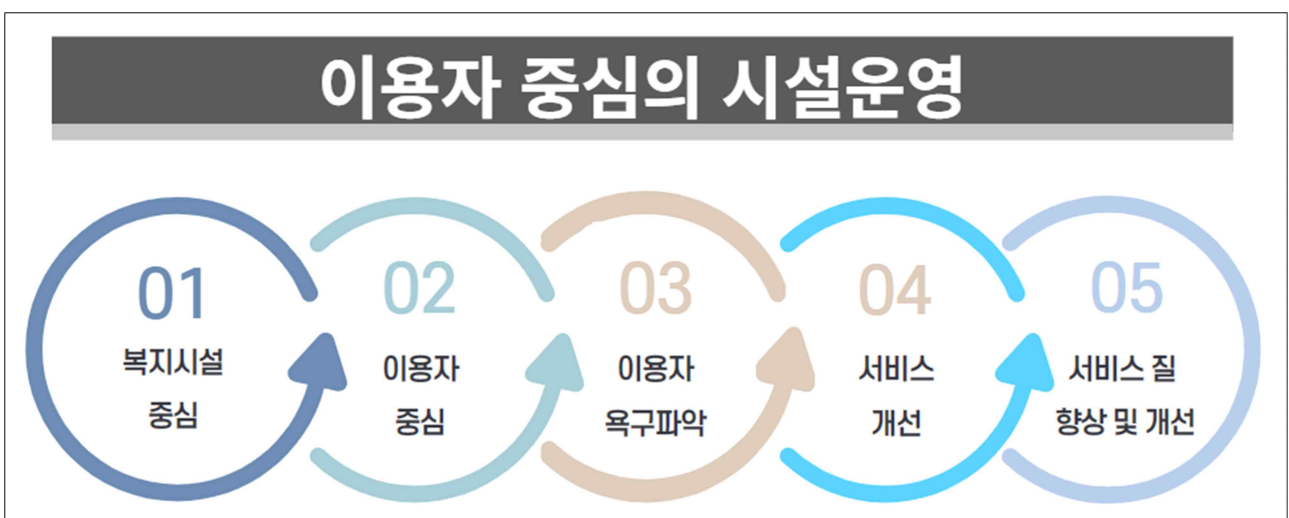 이용자 중심의 시설운영
01
복지시설
중심
02
이용자
중심
03
이용자
욕구파악
04
서비스
개선
05
서비스 질
향상 및 개선